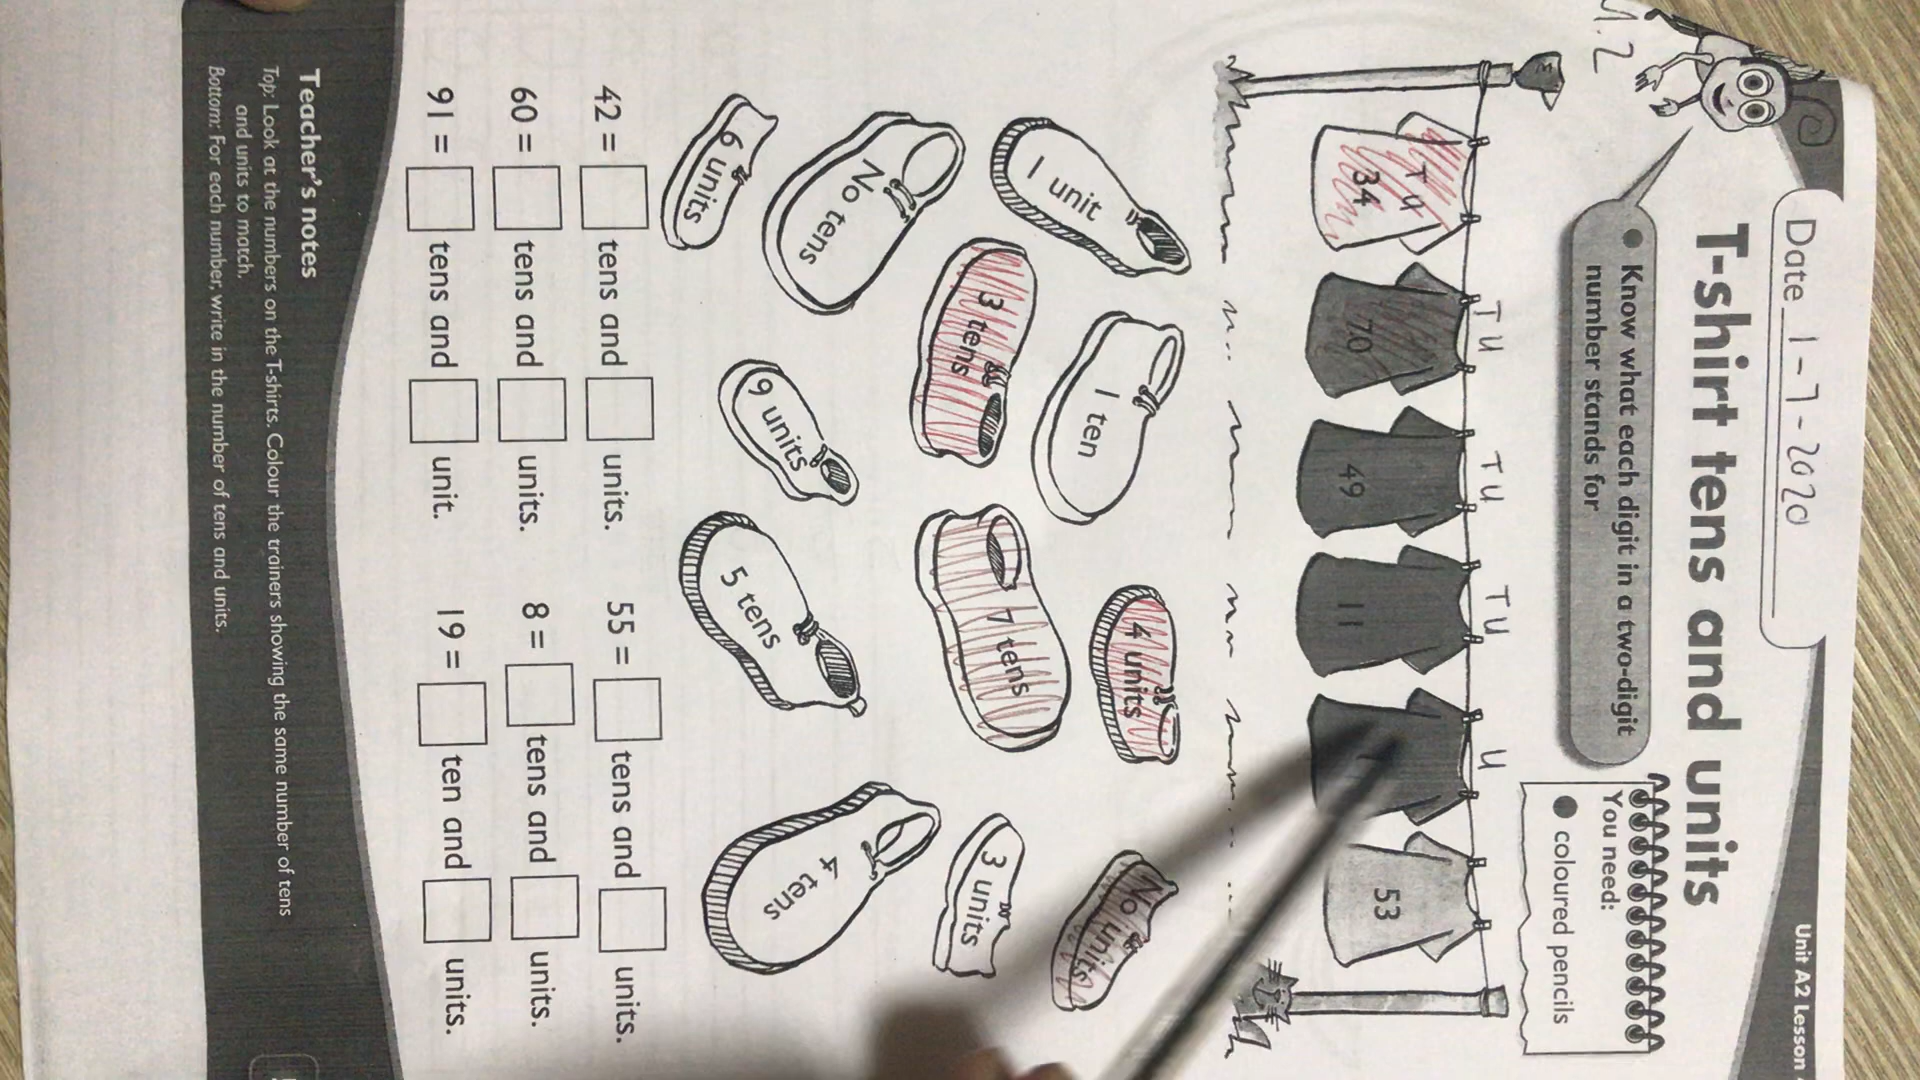 Unit A2 Lesson
Date 1-7-2020
T-shirt tens and units
• Know what each digit in a two-digit
number stands for
You need:
• coloured pencils
T U
34
T U
70
T U
49
T U
11
U
53
1 unit
1 ten
4 units
No units
No tens
3 tens
7 tens
3 units
6 units
9 units
5 tens
4 tens
42 = tens and units.
55 = tens and units.
60 = tens and units.
8 = tens and units.
91 = tens and unit.
19 = ten and units.
Teacher's notes
Top: Look at the numbers on the T-shirts. Colour the trainers showing the same number of tens
and units to match.
Bottom: For each number, write in the number of tens and units.